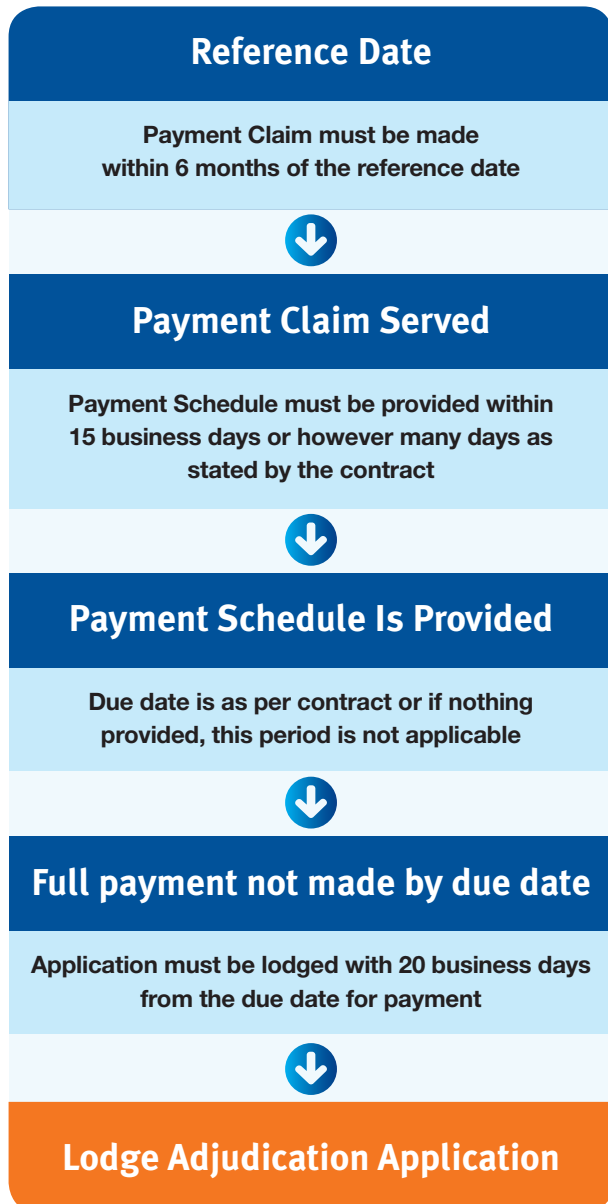 Reference Date
Payment Claim must be made
within 6 months of the reference date
Payment Claim Served
Payment Schedule must be provided within
15 business days or however many days as
stated by the contract
Payment Schedule Is Provided
Due date is as per contract or if nothing
provided, this period is not applicable
Full payment not made by due date
Application must be lodged with 20 business days
from the due date for payment
Lodge Adjudication Application